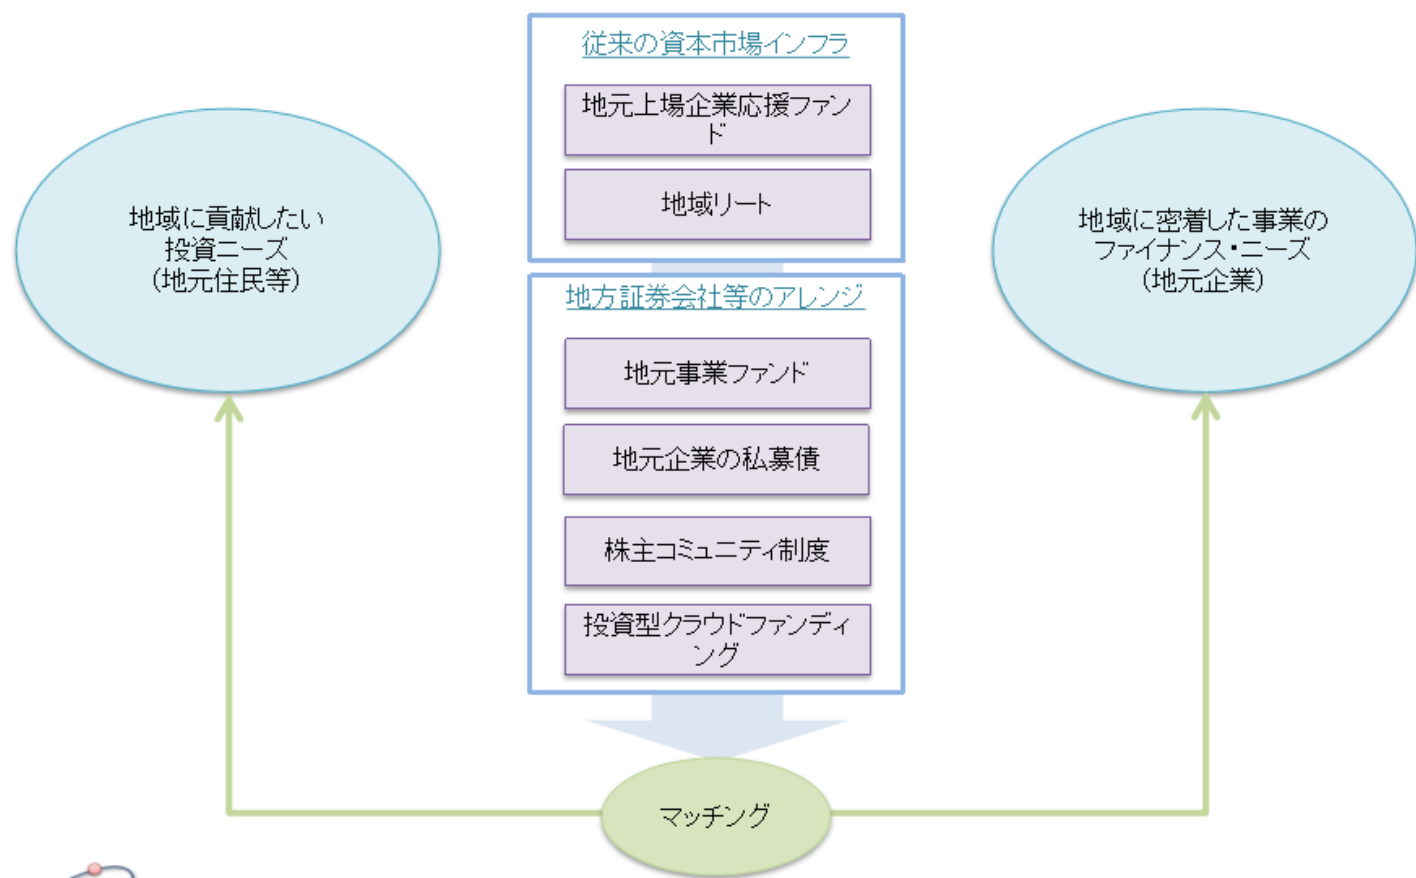 従来の資本市場インフラ
地元上場企業応援ファン
ド
地域リート
地域に貢献したい
投資ニーズ
(地元住民等)
地域に密着した事業の
ファイナンス・ニーズ
(地元企業)
地方証券会社等のアレンジ
地元事業ファンド
地元企業の私募債
株主コミュニティ制度
投資型クラウドファンディ
ング
マッチング